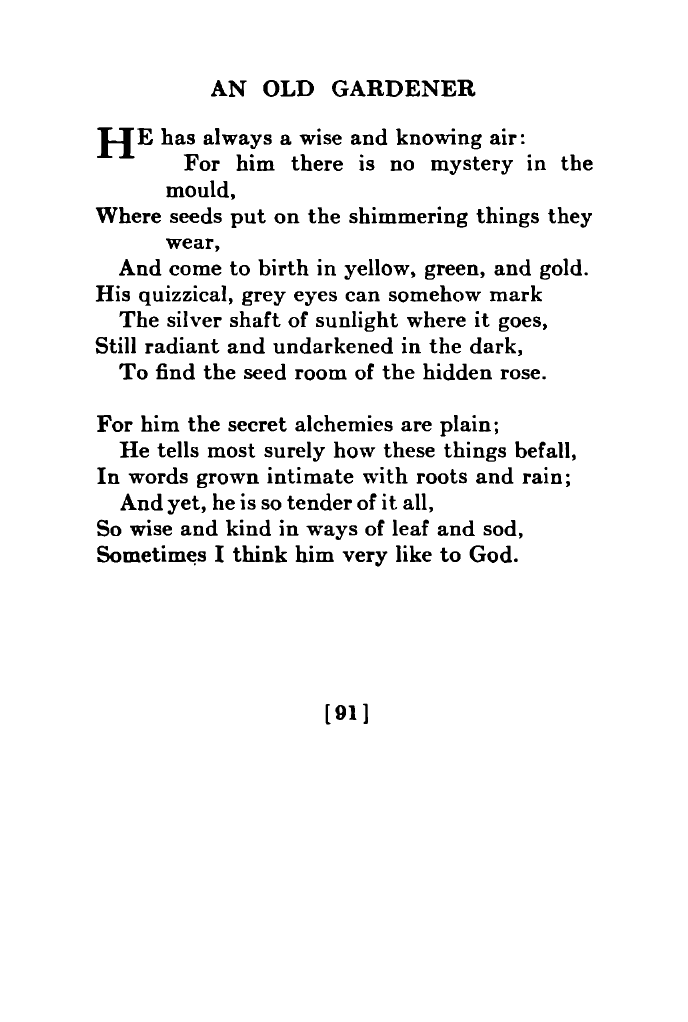 AN OLD GARDENER
HE has always a wise and knowing air:
For him there is no mystery in the
mould,
Where seeds put on the shimmering things they
wear,
And come to birth in yellow, green, and gold.
His quizzical, grey eyes can somehow mark
The silver shaft of sunlight where it goes,
Still radiant and undarkened in the dark,
To find the seed room of the hidden rose.
For him the secret alchemies are plain;
He tells most surely how these things befall,
In words grown intimate with roots and rain;
And yet, he is so tender of it all,
So wise and kind in ways of leaf and sod,
Sometimes I think him very like to God.
[91]